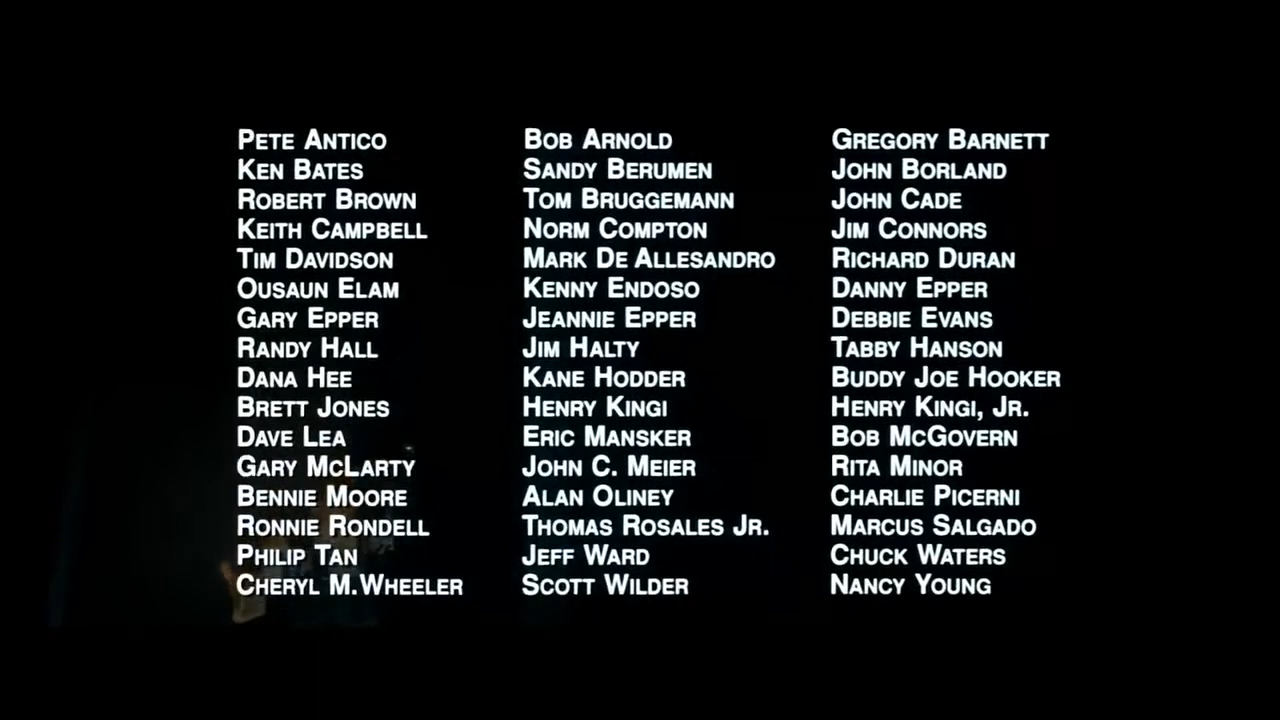 Pete Antico Bob Arnold Gregory Barnett
Ken Bates Sandy Berumen John Borland
Robert Brown Tom Bruggemann John Cade
Keith Campbell Norm Compton Jim Connors
Tim Davidson Mark De Allesandro Richard Duran
Ousaun Elam Kenny Endoso Danny Epper
Gary Epper Jeannie Epper Debbie Evans
Randy Hall Jim Halty Tabby Hanson
Dana Hee Kane Hodder Buddy Joe Hooker
Brett Jones Henry Kingi Henry Kingi, Jr.
Dave Lea Eric Mansker Bob McGovern
Gary McLarty John C. Meier Rita Minor
Bennie Moore Alan Oliney Charlie Picerni
Ronnie Rondell Thomas Rosales Jr. Marcus Salgado
Philip Tan Jeff Ward Chuck Waters
Cheryl M.Wheeler Scott Wilder Nancy Young